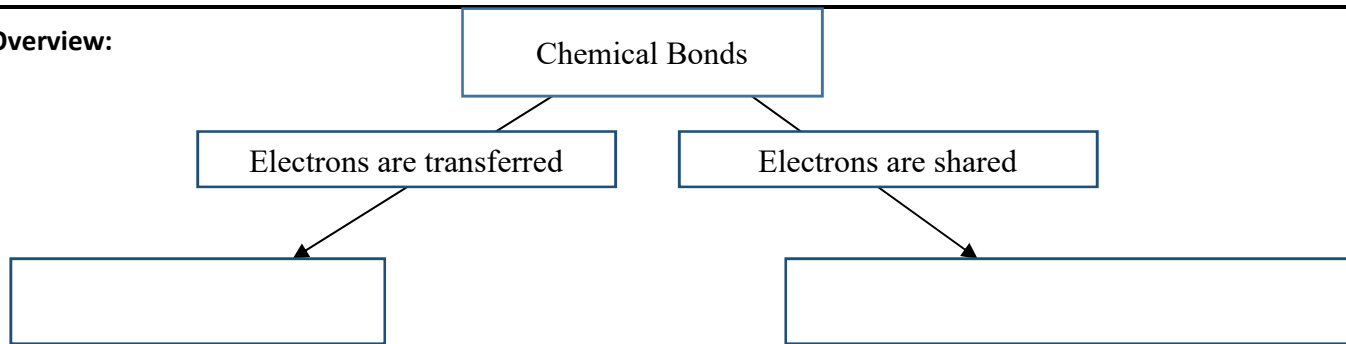 Overview:
Chemical Bonds
Electrons are transferred
Electrons are shared